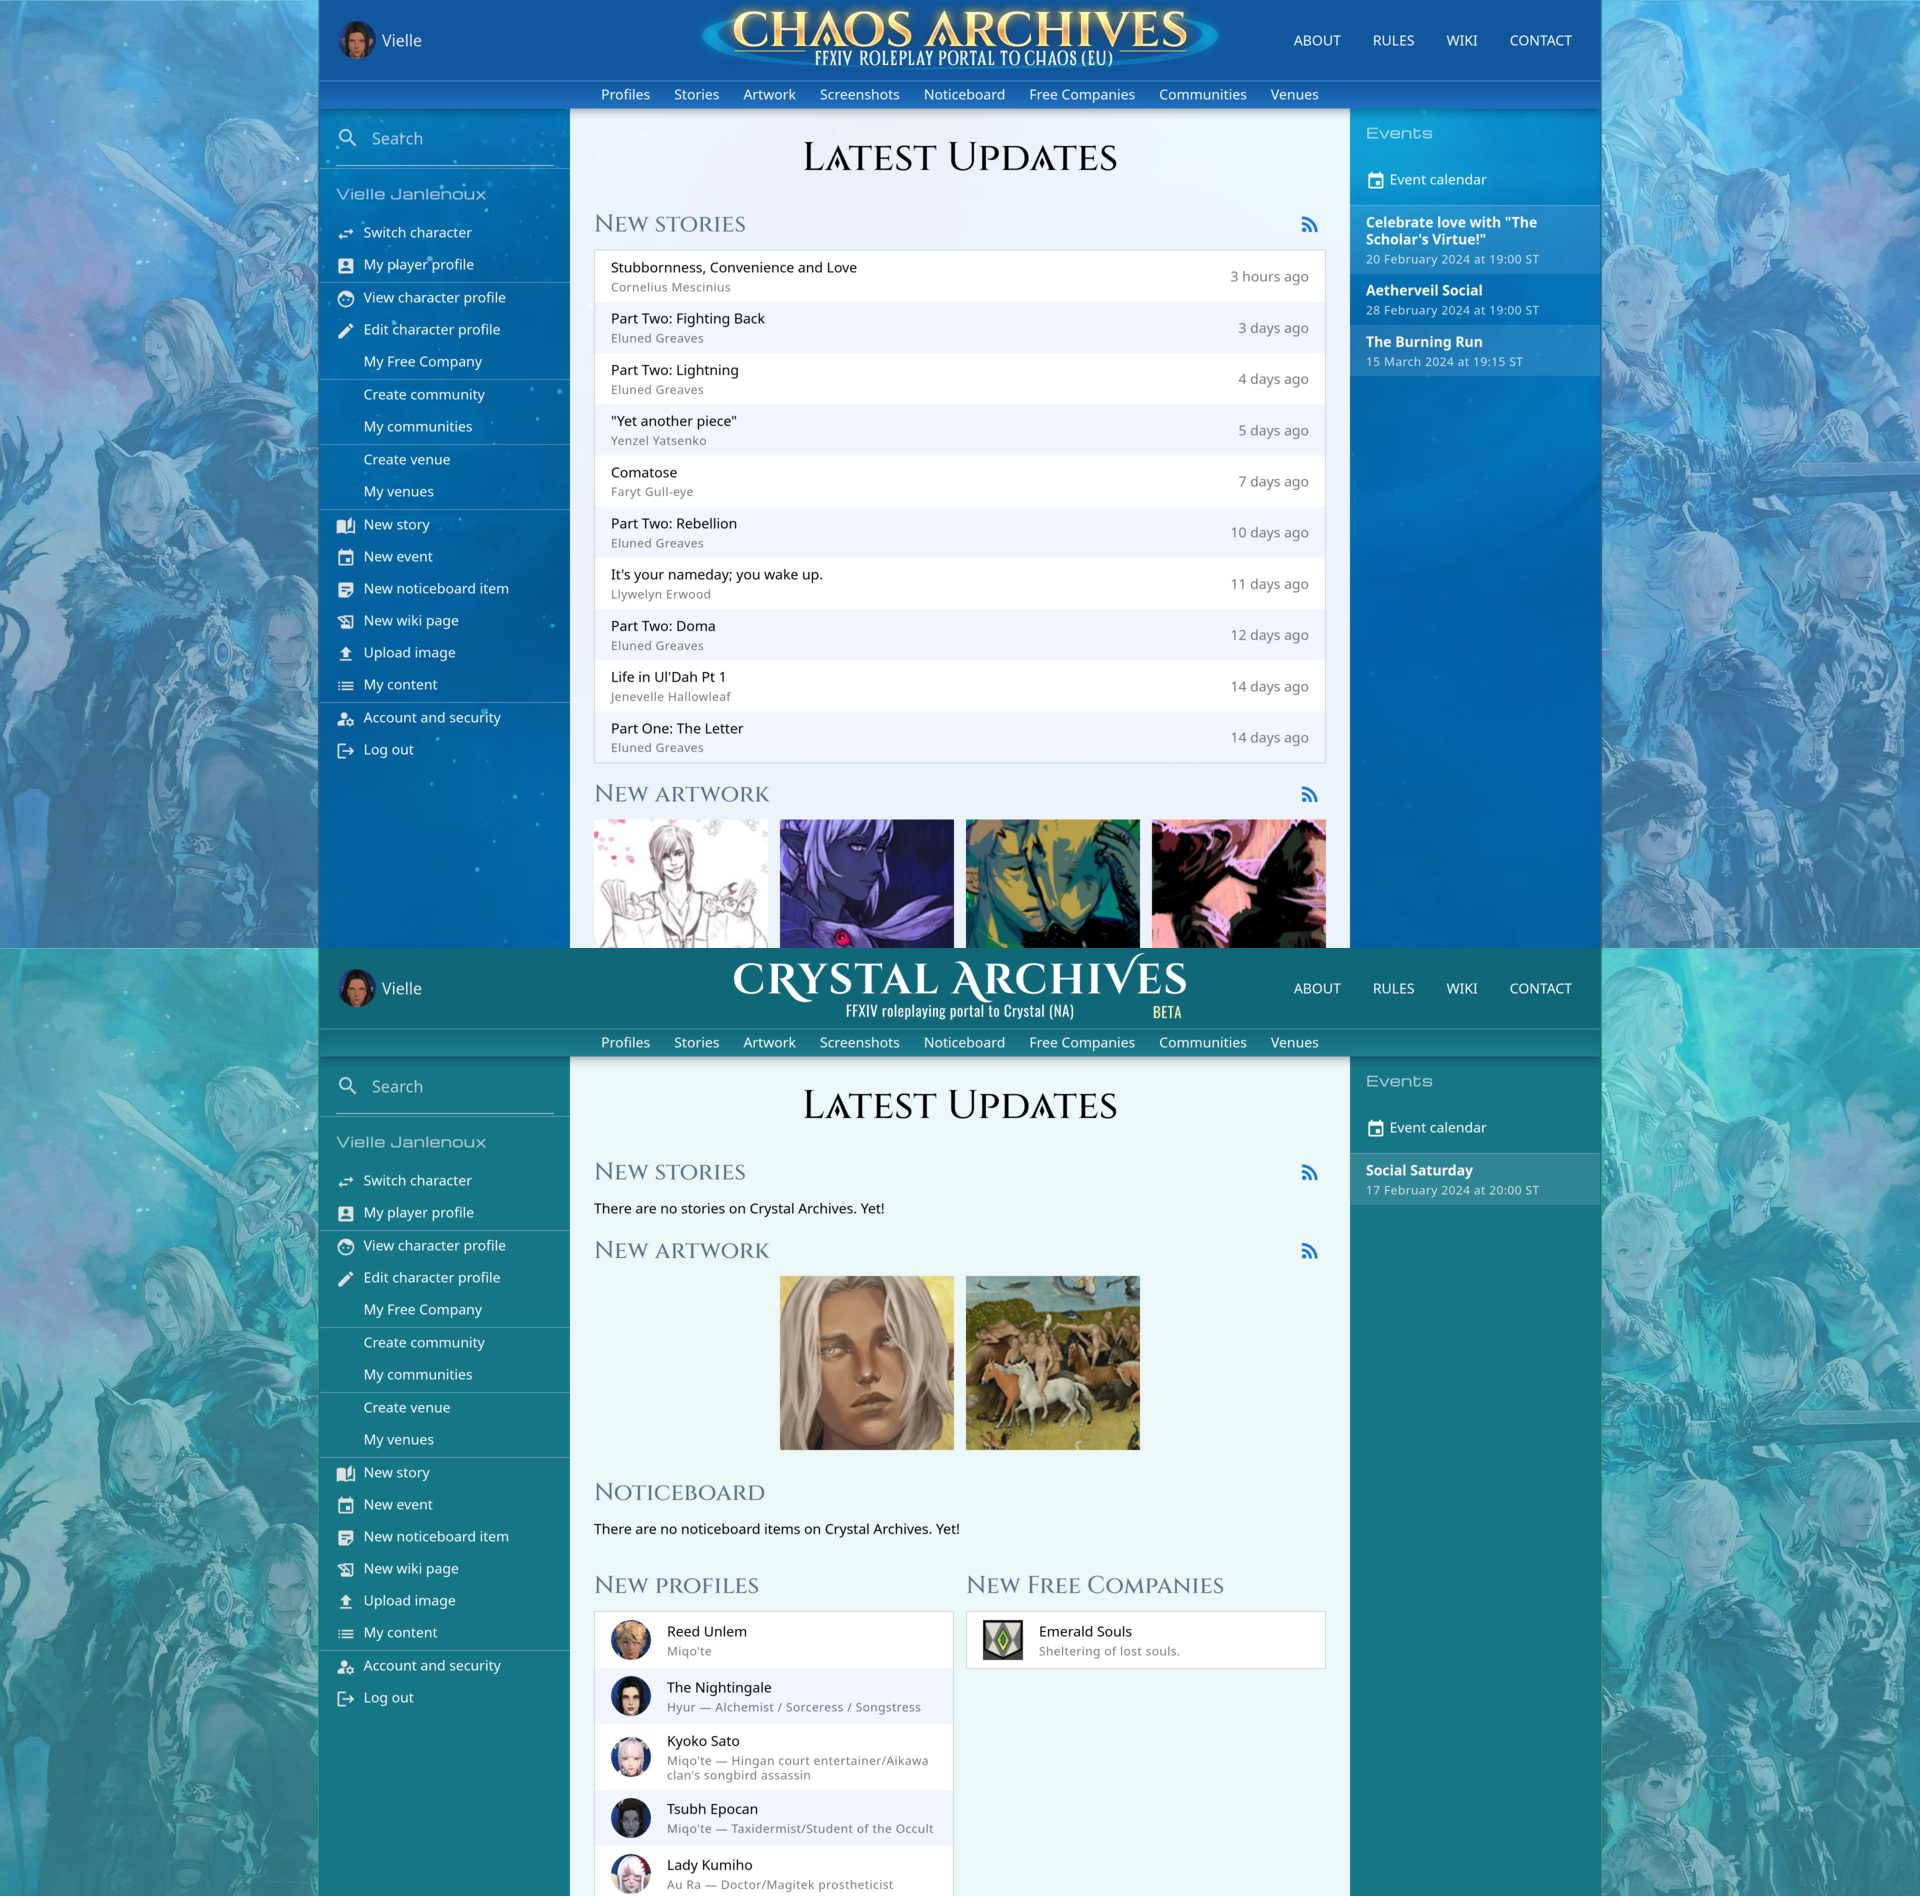 Vielle
CHAOS ARCHIVES
FFXIV ROLEPLAY PORTAL TO CHAOS (EU)
ABOUT RULES WIKI CONTACT
Profiles Stories Artwork Screenshots Noticeboard Free Companies Communities Venues
Search
Vielle Janlenoux
Switch character
My player profile
View character profile
Edit character profile
My Free Company
Create community
My communities
Create venue
My venues
New story
New event
New noticeboard item
New wiki page
Upload image
My content
Account and security
Log out
Latest Updates
New stories
Stubbornness, Convenience and Love
Cornelius Mescinius
3 hours ago
Part Two: Fighting Back
Eluned Greaves
3 days ago
Part Two: Lightning
Eluned Greaves
4 days ago
"Yet another piece"
Yenzel Yatsenko
5 days ago
Comatose
Faryt Gull-eye
7 days ago
Part Two: Rebellion
Eluned Greaves
10 days ago
It's your nameday; you wake up.
Llywelyn Erwood
11 days ago
Part Two: Doma
Eluned Greaves
12 days ago
Life in Ul'Dah Pt 1
Jenevelle Hallowleaf
14 days ago
Part One: The Letter
Eluned Greaves
14 days ago
New artwork
Events
Event calendar
Celebrate love with "The
Scholar's Virtue!"
20 February 2024 at 19:00 ST
Aetherveil Social
28 February 2024 at 19:00 ST
The Burning Run
15 March 2024 at 19:15 ST
Vielle
CRYSTAL ARCHIVES
FFXIV roleplaying portal to Crystal (NA)
BETA
ABOUT RULES WIKI CONTACT
Profiles Stories Artwork Screenshots Noticeboard Free Companies Communities Venues
Search
Vielle Janlenoux
Switch character
My player profile
View character profile
Edit character profile
My Free Company
Create community
My communities
Create venue
My venues
New story
New event
New noticeboard item
New wiki page
Upload image
My content
Account and security
Log out
Latest Updates
New stories
There are no stories on Crystal Archives. Yet!
New artwork
Noticeboard
There are no noticeboard items on Crystal Archives. Yet!
New profiles
Reed Unlem
Miqo'te
The Nightingale
Hyur — Alchemist / Sorceress / Songstress
Kyoko Sato
Miqo'te — Hingan court entertainer/Aikawa
clan's songbird assassin
Tsubh Epocan
Miqo'te — Taxidermist/Student of the Occult
Lady Kumiho
Au Ra — Doctor/Magitek prostheticist
New Free Companies
Emerald Souls
Sheltering of lost souls.
Events
Event calendar
Social Saturday
17 February 2024 at 20:00 ST